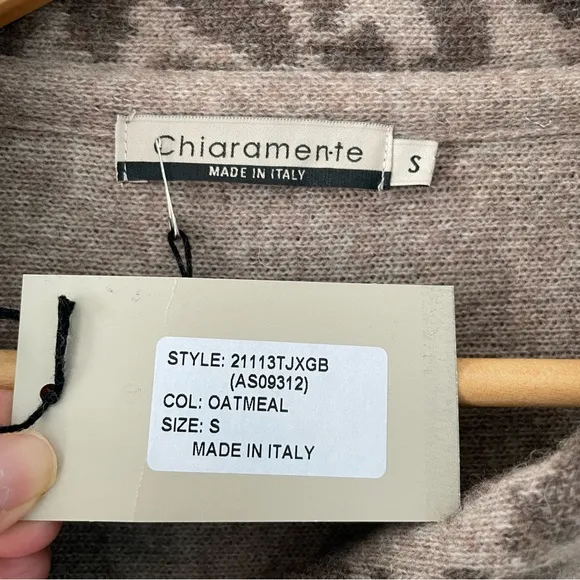 Chiaramente
MADE IN ITALY
S
STYLE: 21113TJXGB
(AS09312)
COL: OATMEAL
SIZE: S
MADE IN ITALY